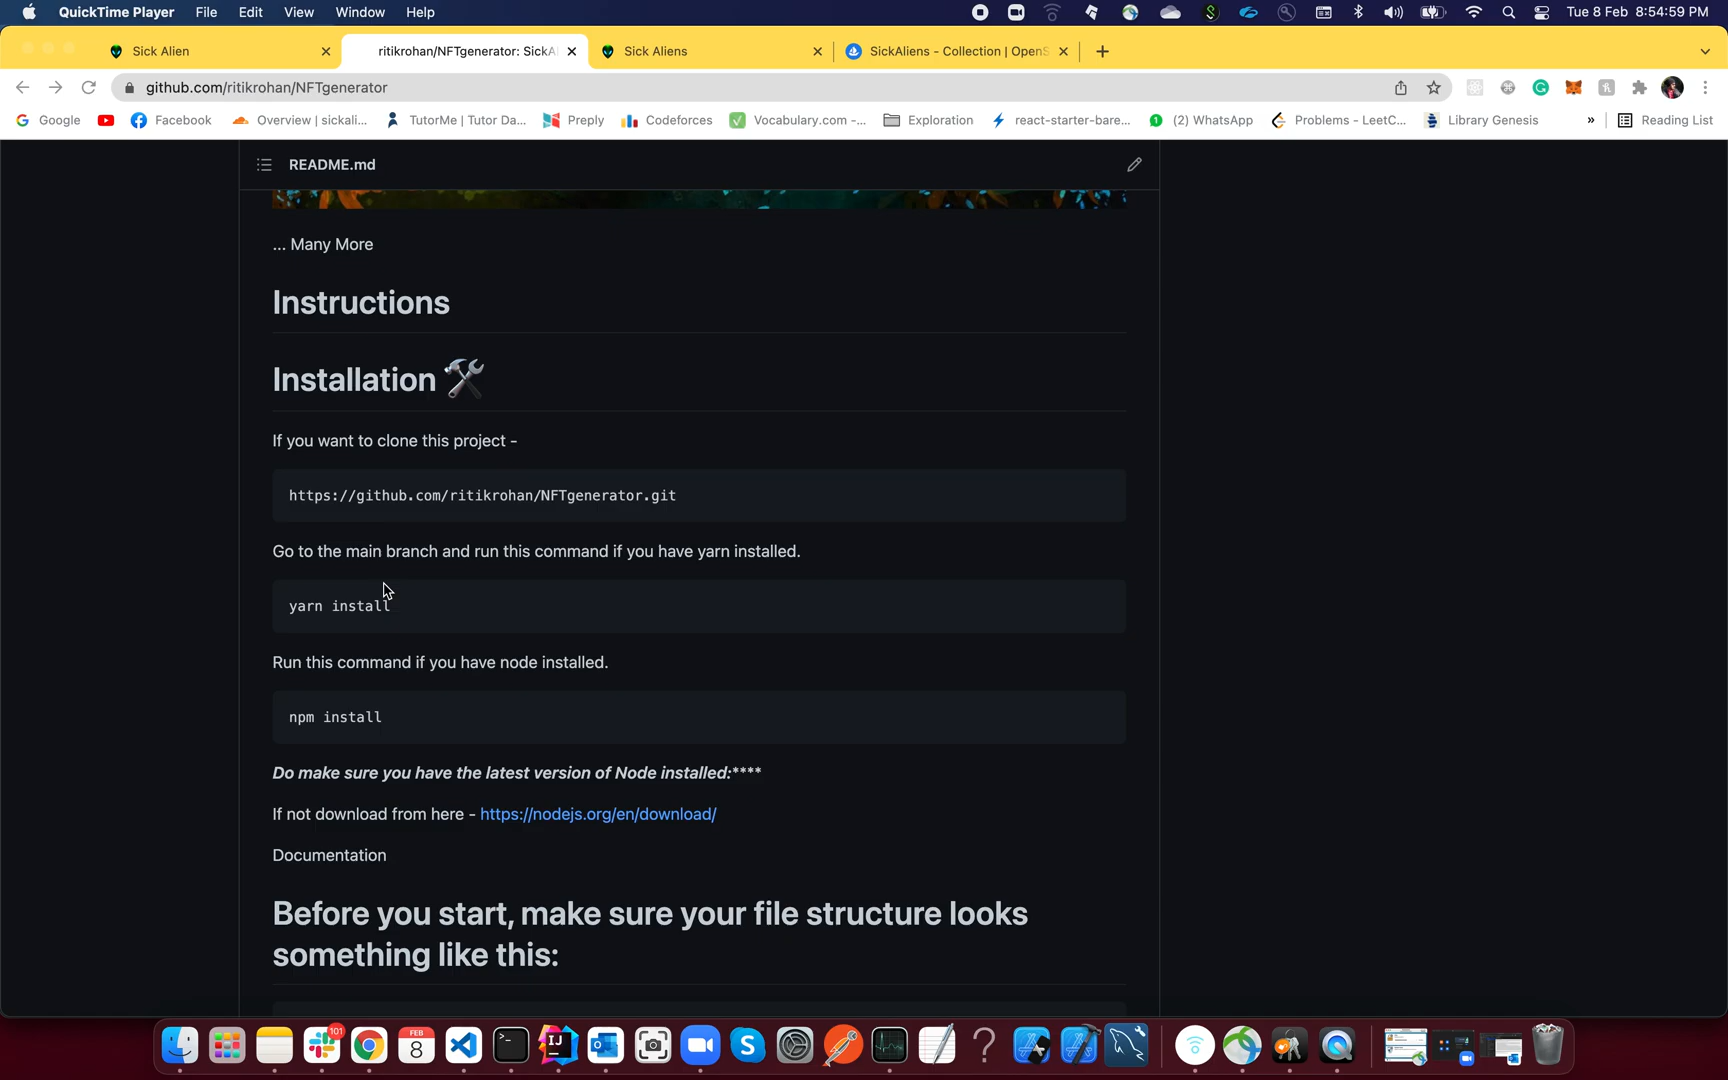 QuickTime Player File Edit View Window Help Tue 8 Feb 8:54:59 PM
Sick Alien ritikrohan/NFTgenerator: SickAl Sick Aliens SickAliens - Collection | OpenS
github.com/ritikrohan/NFTgenerator
Google Facebook Overview | sickali... TutorMe | Tutor Da... Preply Codeforces Vocabulary.com -... Exploration react-starter-bare... (2) WhatsApp Problems - LeetC... Library Genesis » Reading List
README.md
... Many More
Instructions
Installation
If you want to clone this project -
https://github.com/ritikrohan/NFTgenerator.git
Go to the main branch and run this command if you have yarn installed.
yarn install
Run this command if you have node installed.
npm install
Do make sure you have the latest version of Node installed:****
If not download from here - https://nodejs.org/en/download/
Documentation
Before you start, make sure your file structure looks
something like this:
101
FEB
8